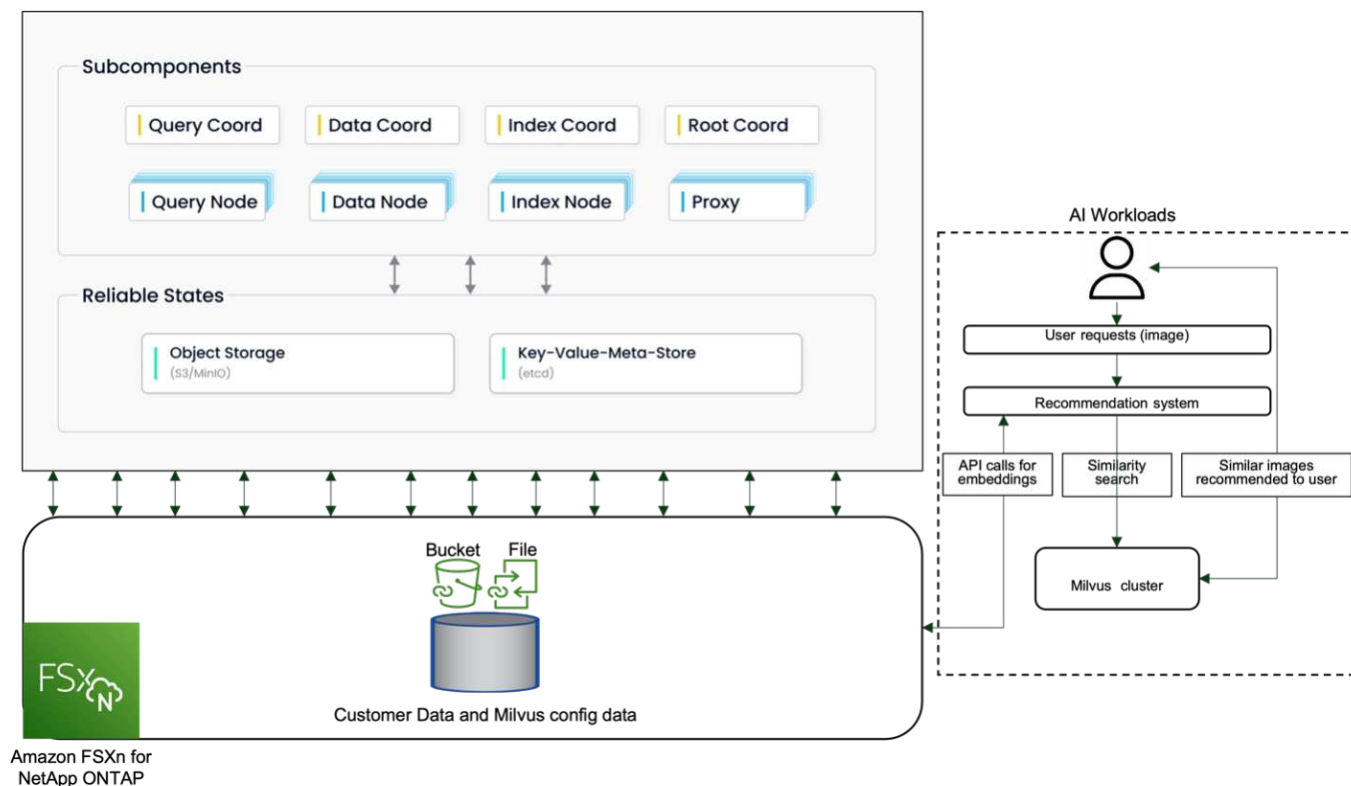 Subcomponents
Query Coord
Data Coord
Index Coord
Root Coord
Query Node
Data Node
Index Node
Proxy
Reliable States
Object Storage
(S3/MinIO)
Key-Value-Meta-Store
(etcd)
AI Workloads
User requests (image)
Recommendation system
API calls for
embeddings
Similarity
search
Similar images
recommended to user
Milvus cluster
Bucket
File
FSx
N
Customer Data and Milvus config data
Amazon FSXn for
NetApp ONTAP